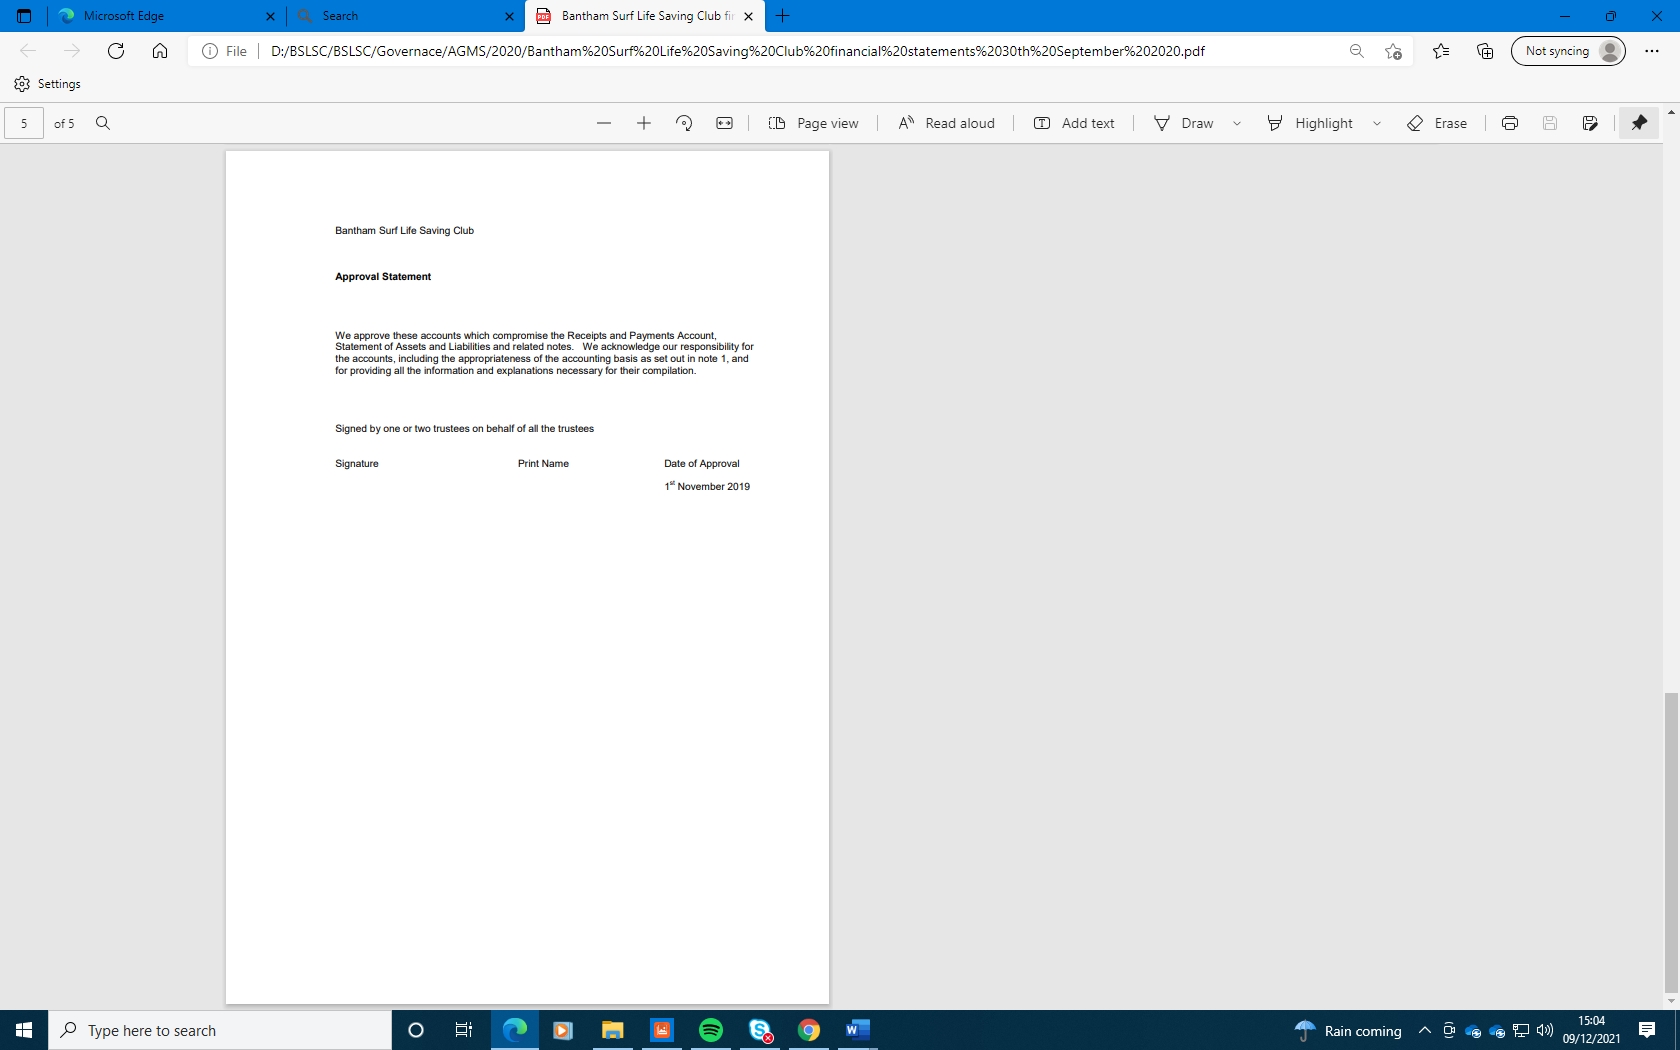 Microsoft Edge
Search
Bantham Surf Life Saving Club fir
File
D:/BSLSC/BSLSC/Governace/AGMS/2020/Bantham%20Surf%20Life%20Saving%20Club%20financial%20statements%2030th%20September%202020.pdf
Not syncing
Settings
5 of 5
Page view
Read aloud
Add text
Draw
Highlight
Erase
Bantham Surf Life Saving Club
Approval Statement
We approve these accounts which compromise the Receipts and Payments Account,
Statement of Assets and Liabilities and related notes. We acknowledge our responsibility for
the accounts, including the appropriateness of the accounting basis as set out in note 1, and
for providing all the information and explanations necessary for their compilation.
Signed by one or two trustees on behalf of all the trustees
Signature Print Name Date of Approval
1st November 2019
Type here to search
Rain coming
15:04
09/12/2021